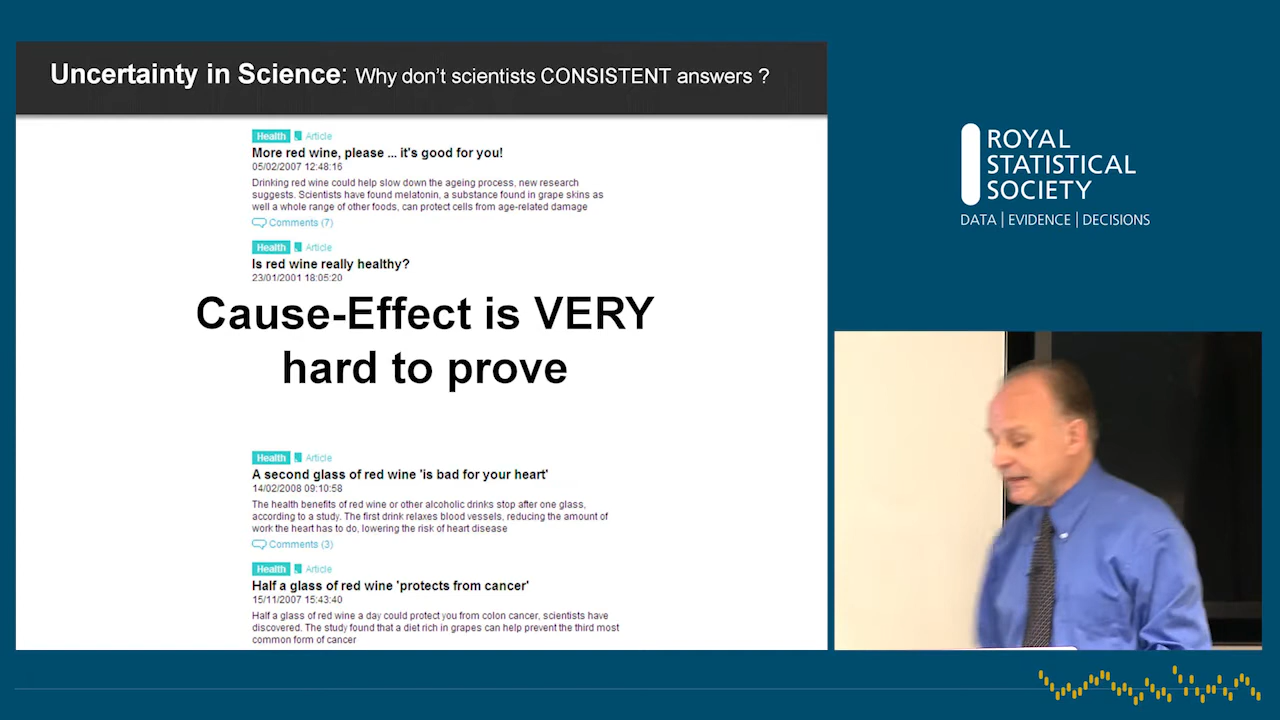 Uncertainty in Science: Why don't scientists CONSISTENT answers ?
Health Article
More red wine, please ... it's good for you!
05/02/2007 12:48:16
Drinking red wine could help slow down the ageing process, new research
suggests. Scientists have found melatonin, a substance found in grape skins as
well a whole range of other foods, can protect cells from age-related damage
Comments (7)
Health Article
Is red wine really healthy?
23/01/2001 18:05:20
Cause-Effect is VERY
hard to prove
Health Article
A second glass of red wine 'is bad for your heart'
14/02/2008 09:10:58
The health benefits of red wine or other alcoholic drinks stop after one glass,
according to a study. The first drink relaxes blood vessels, reducing the amount of
work the heart has to do, lowering the risk of heart disease
Comments (3)
Health Article
Half a glass of red wine 'protects from cancer'
15/11/2007 15:43:40
Half a glass of red wine a day could protect you from colon cancer, scientists have
discovered. The study found that a diet rich in grapes can help prevent the third most
common form of cancer
ROYAL
STATISTICAL
SOCIETY
DATA | EVIDENCE | DECISIONS